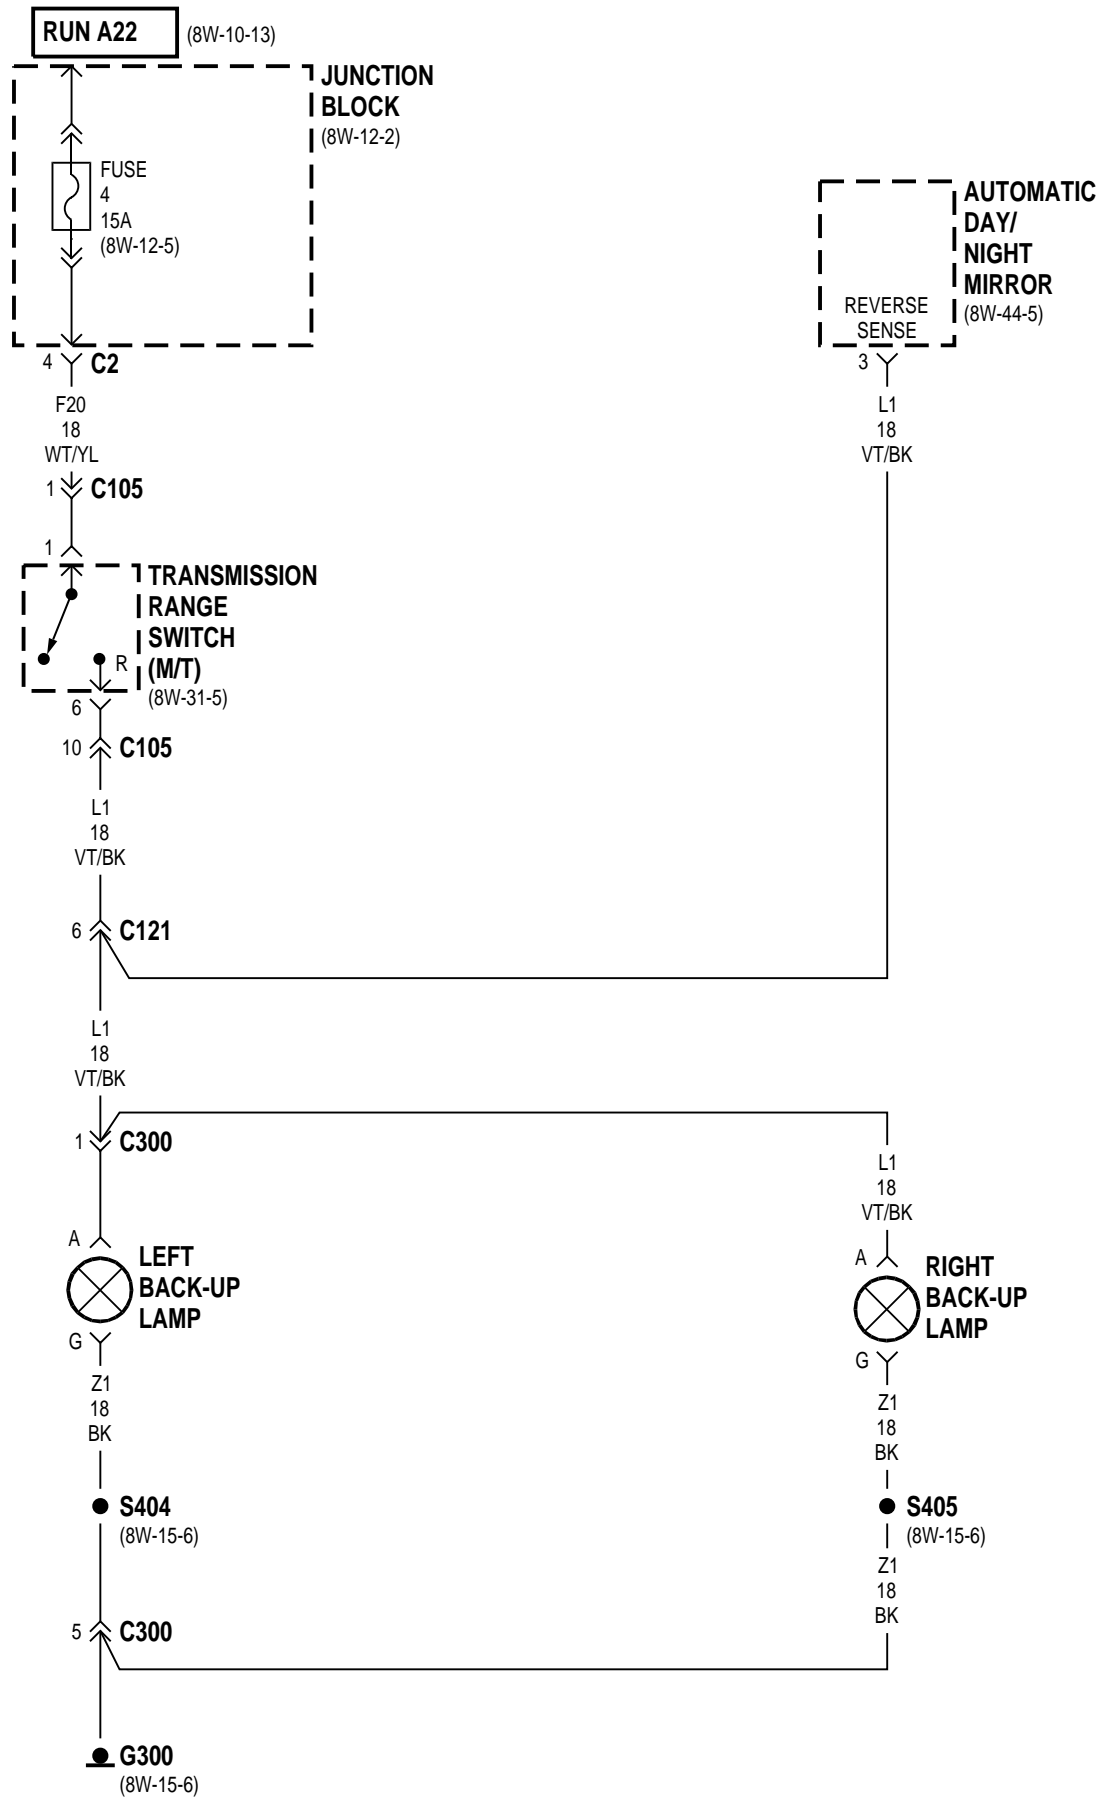 RUN A22
(8W-10-13)
JUNCTION
BLOCK
(8W-12-2)
FUSE
4
15A
(8W-12-5)
AUTOMATIC
DAY/
NIGHT
MIRROR
(8W-44-5)
REVERSE
SENSE
4
C2
3
F20
18
WT/YL
L1
18
VT/BK
1
C105
1
TRANSMISSION
RANGE
SWITCH
(M/T)
(8W-31-5)
R
6
10
C105
L1
18
VT/BK
6
C121
L1
18
VT/BK
1
C300
L1
18
VT/BK
A
LEFT
BACK-UP
LAMP
G
A
RIGHT
BACK-UP
LAMP
G
Z1
18
BK
Z1
18
BK
S404
(8W-15-6)
S405
(8W-15-6)
Z1
18
BK
5
C300
G300
(8W-15-6)